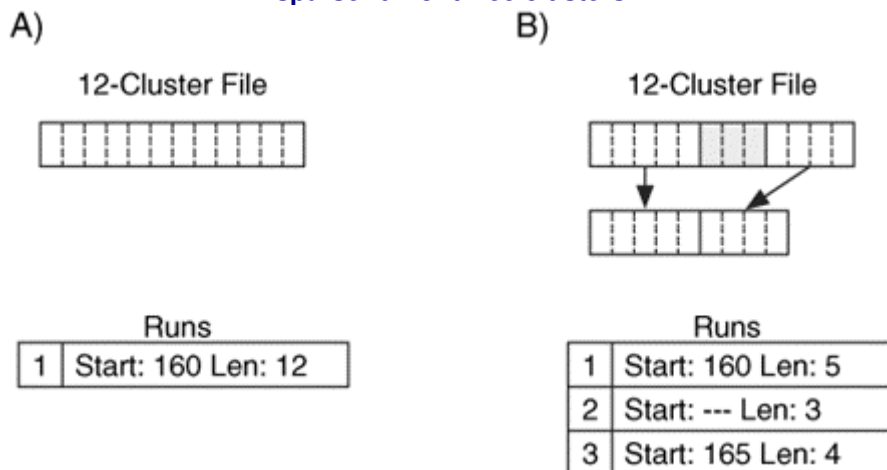 A)
12-Cluster File
Runs
1 Start: 160 Len: 12
B)
12-Cluster File
Runs
1 Start: 160 Len: 5
2 Start: --- Len: 3
3 Start: 165 Len: 4